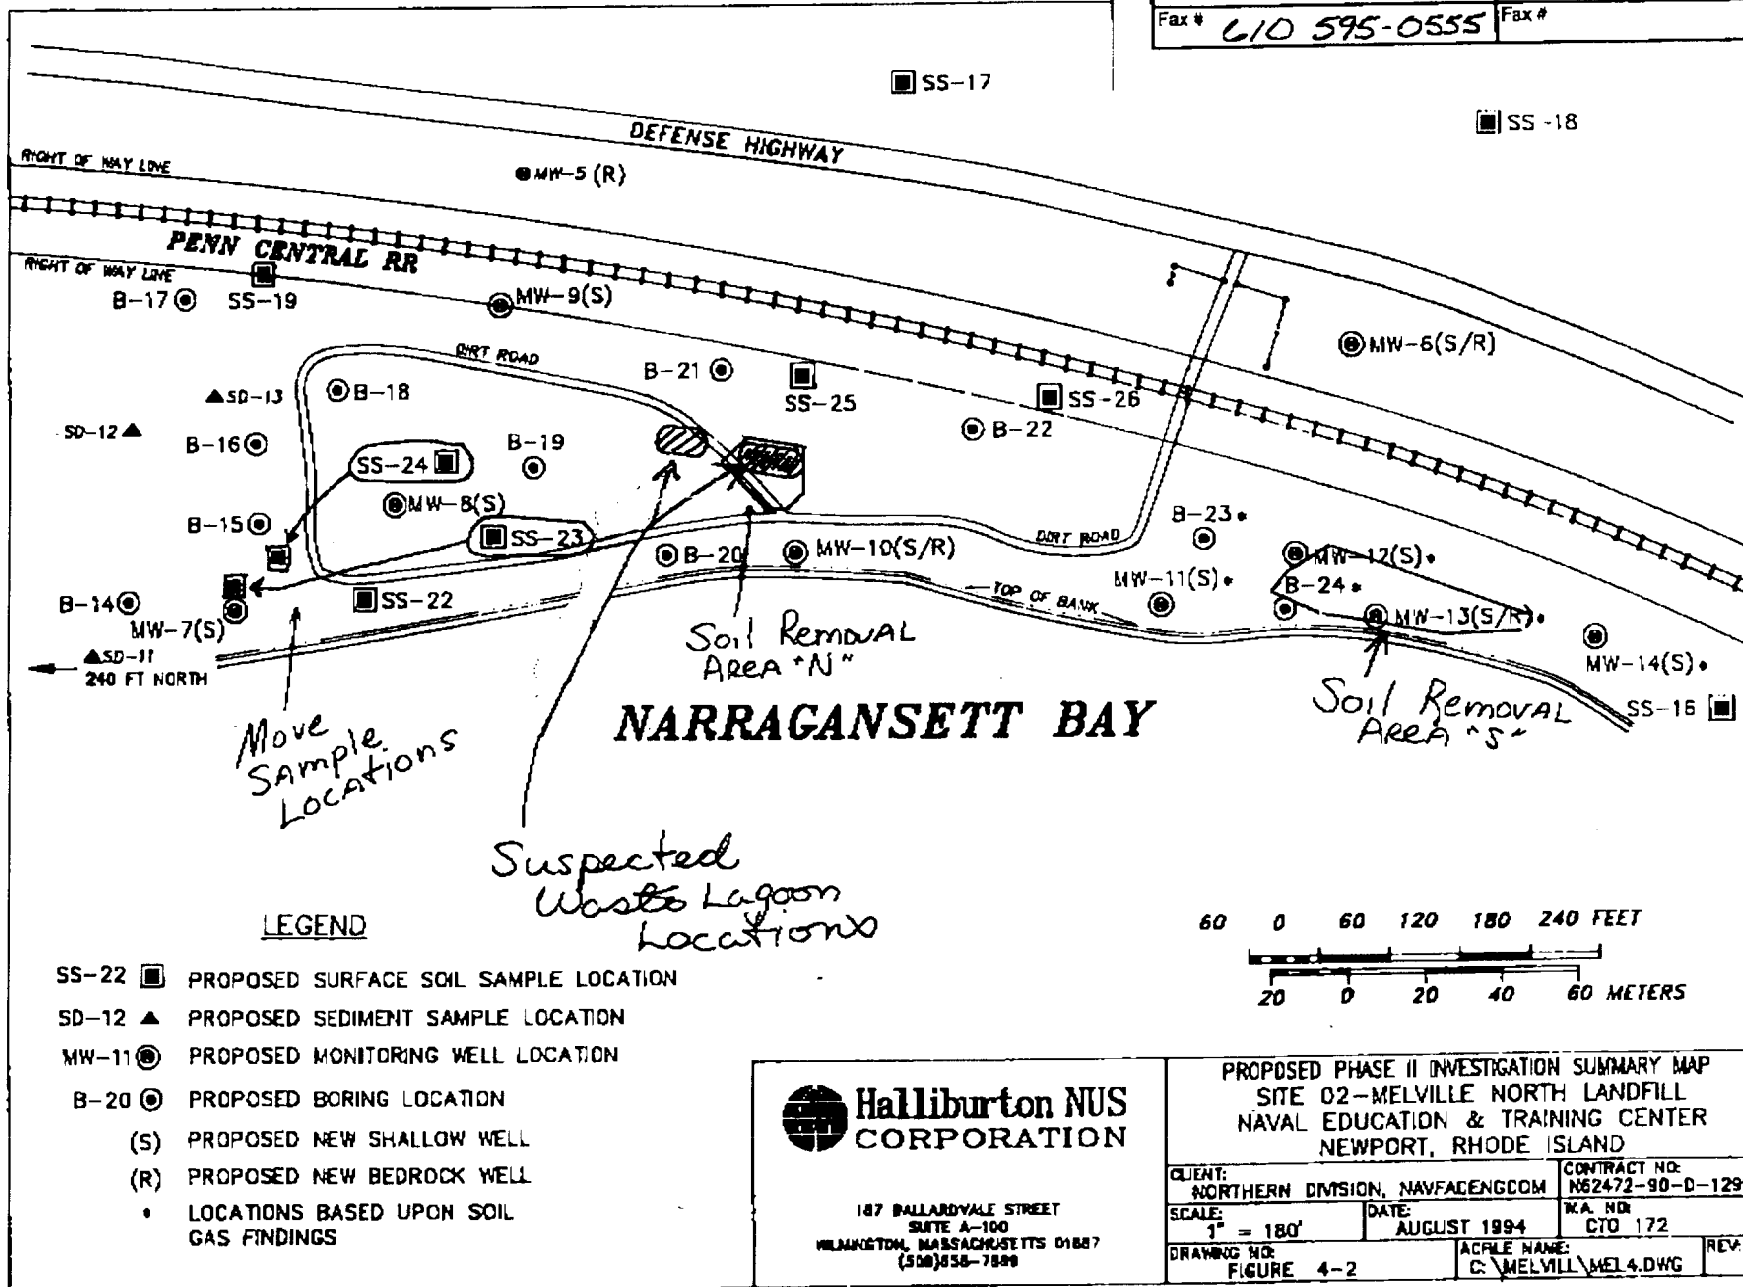 Fax # 610 595-0555 Fax #
SS-17
SS -18
DEFENSE HIGHWAY
RIGHT OF WAY LINE
MW-5 (R)
PENN CENTRAL RR
RIGHT OF WAY LINE
B-17
SS-19
MW-9(S)
MW-6(S/R)
DIRT ROAD
B-21
SS-25
SS-26
SD-13
B-18
SD-12
B-16
B-19
B-22
SS-24
MW-8(S)
B-15
SS-23
B-20
MW-10(S/R)
DIRT ROAD
B-23•
MW-12(S)•
MW-11(S)•
B-24•
B-14
SS-22
TOP OF BANK
MW-7(S)
MW-13(S/R)•
SD-11
240 FT NORTH
MW-14(S)•
SS-16
Soil Removal
Area "N"
Soil Removal
Area "S"
NARRAGANSETT BAY
Move
Sample
Locations
Suspected
Waste Lagoon
Locations
LEGEND
SS-22 PROPOSED SURFACE SOIL SAMPLE LOCATION
SD-12 PROPOSED SEDIMENT SAMPLE LOCATION
MW-11 PROPOSED MONITORING WELL LOCATION
B-20 PROPOSED BORING LOCATION
(S) PROPOSED NEW SHALLOW WELL
(R) PROPOSED NEW BEDROCK WELL
• LOCATIONS BASED UPON SOIL
GAS FINDINGS
60 0 60 120 180 240 FEET
20 0 20 40 60 METERS
Halliburton NUS
CORPORATION
187 BALLARDVALE STREET
SUITE A-100
WILMINGTON, MASSACHUSETTS 01887
(508)658-7899
PROPOSED PHASE II INVESTIGATION SUMMARY MAP
SITE 02-MELVILLE NORTH LANDFILL
NAVAL EDUCATION & TRAINING CENTER
NEWPORT, RHODE ISLAND
CLIENT:
NORTHERN DIVISION, NAVFACENGCOM
CONTRACT NO:
N62472-90-D-129
SCALE:
1" = 180'
DATE:
AUGUST 1994
W.A. NO:
CTO 172
DRAWING NO:
FIGURE 4-2
ACFILE NAME:
C:\MELVILL\MEL4.DWG
REV: